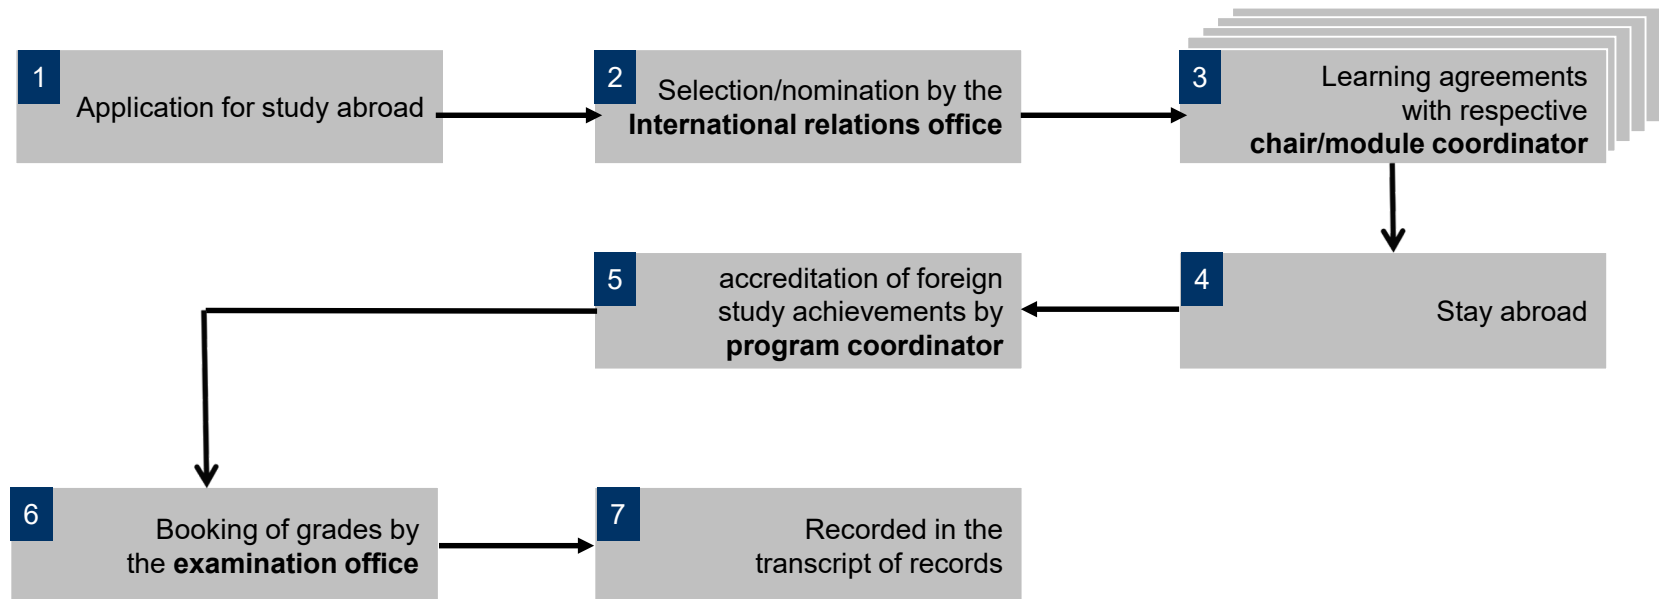 1
Application for study abroad
2
Selection/nomination by the
International relations office
3
Learning agreements
with respective
chair/module coordinator
4
Stay abroad
5
accreditation of foreign
study achievements by
program coordinator
6
Booking of grades by
the examination office
7
Recorded in the
transcript of records